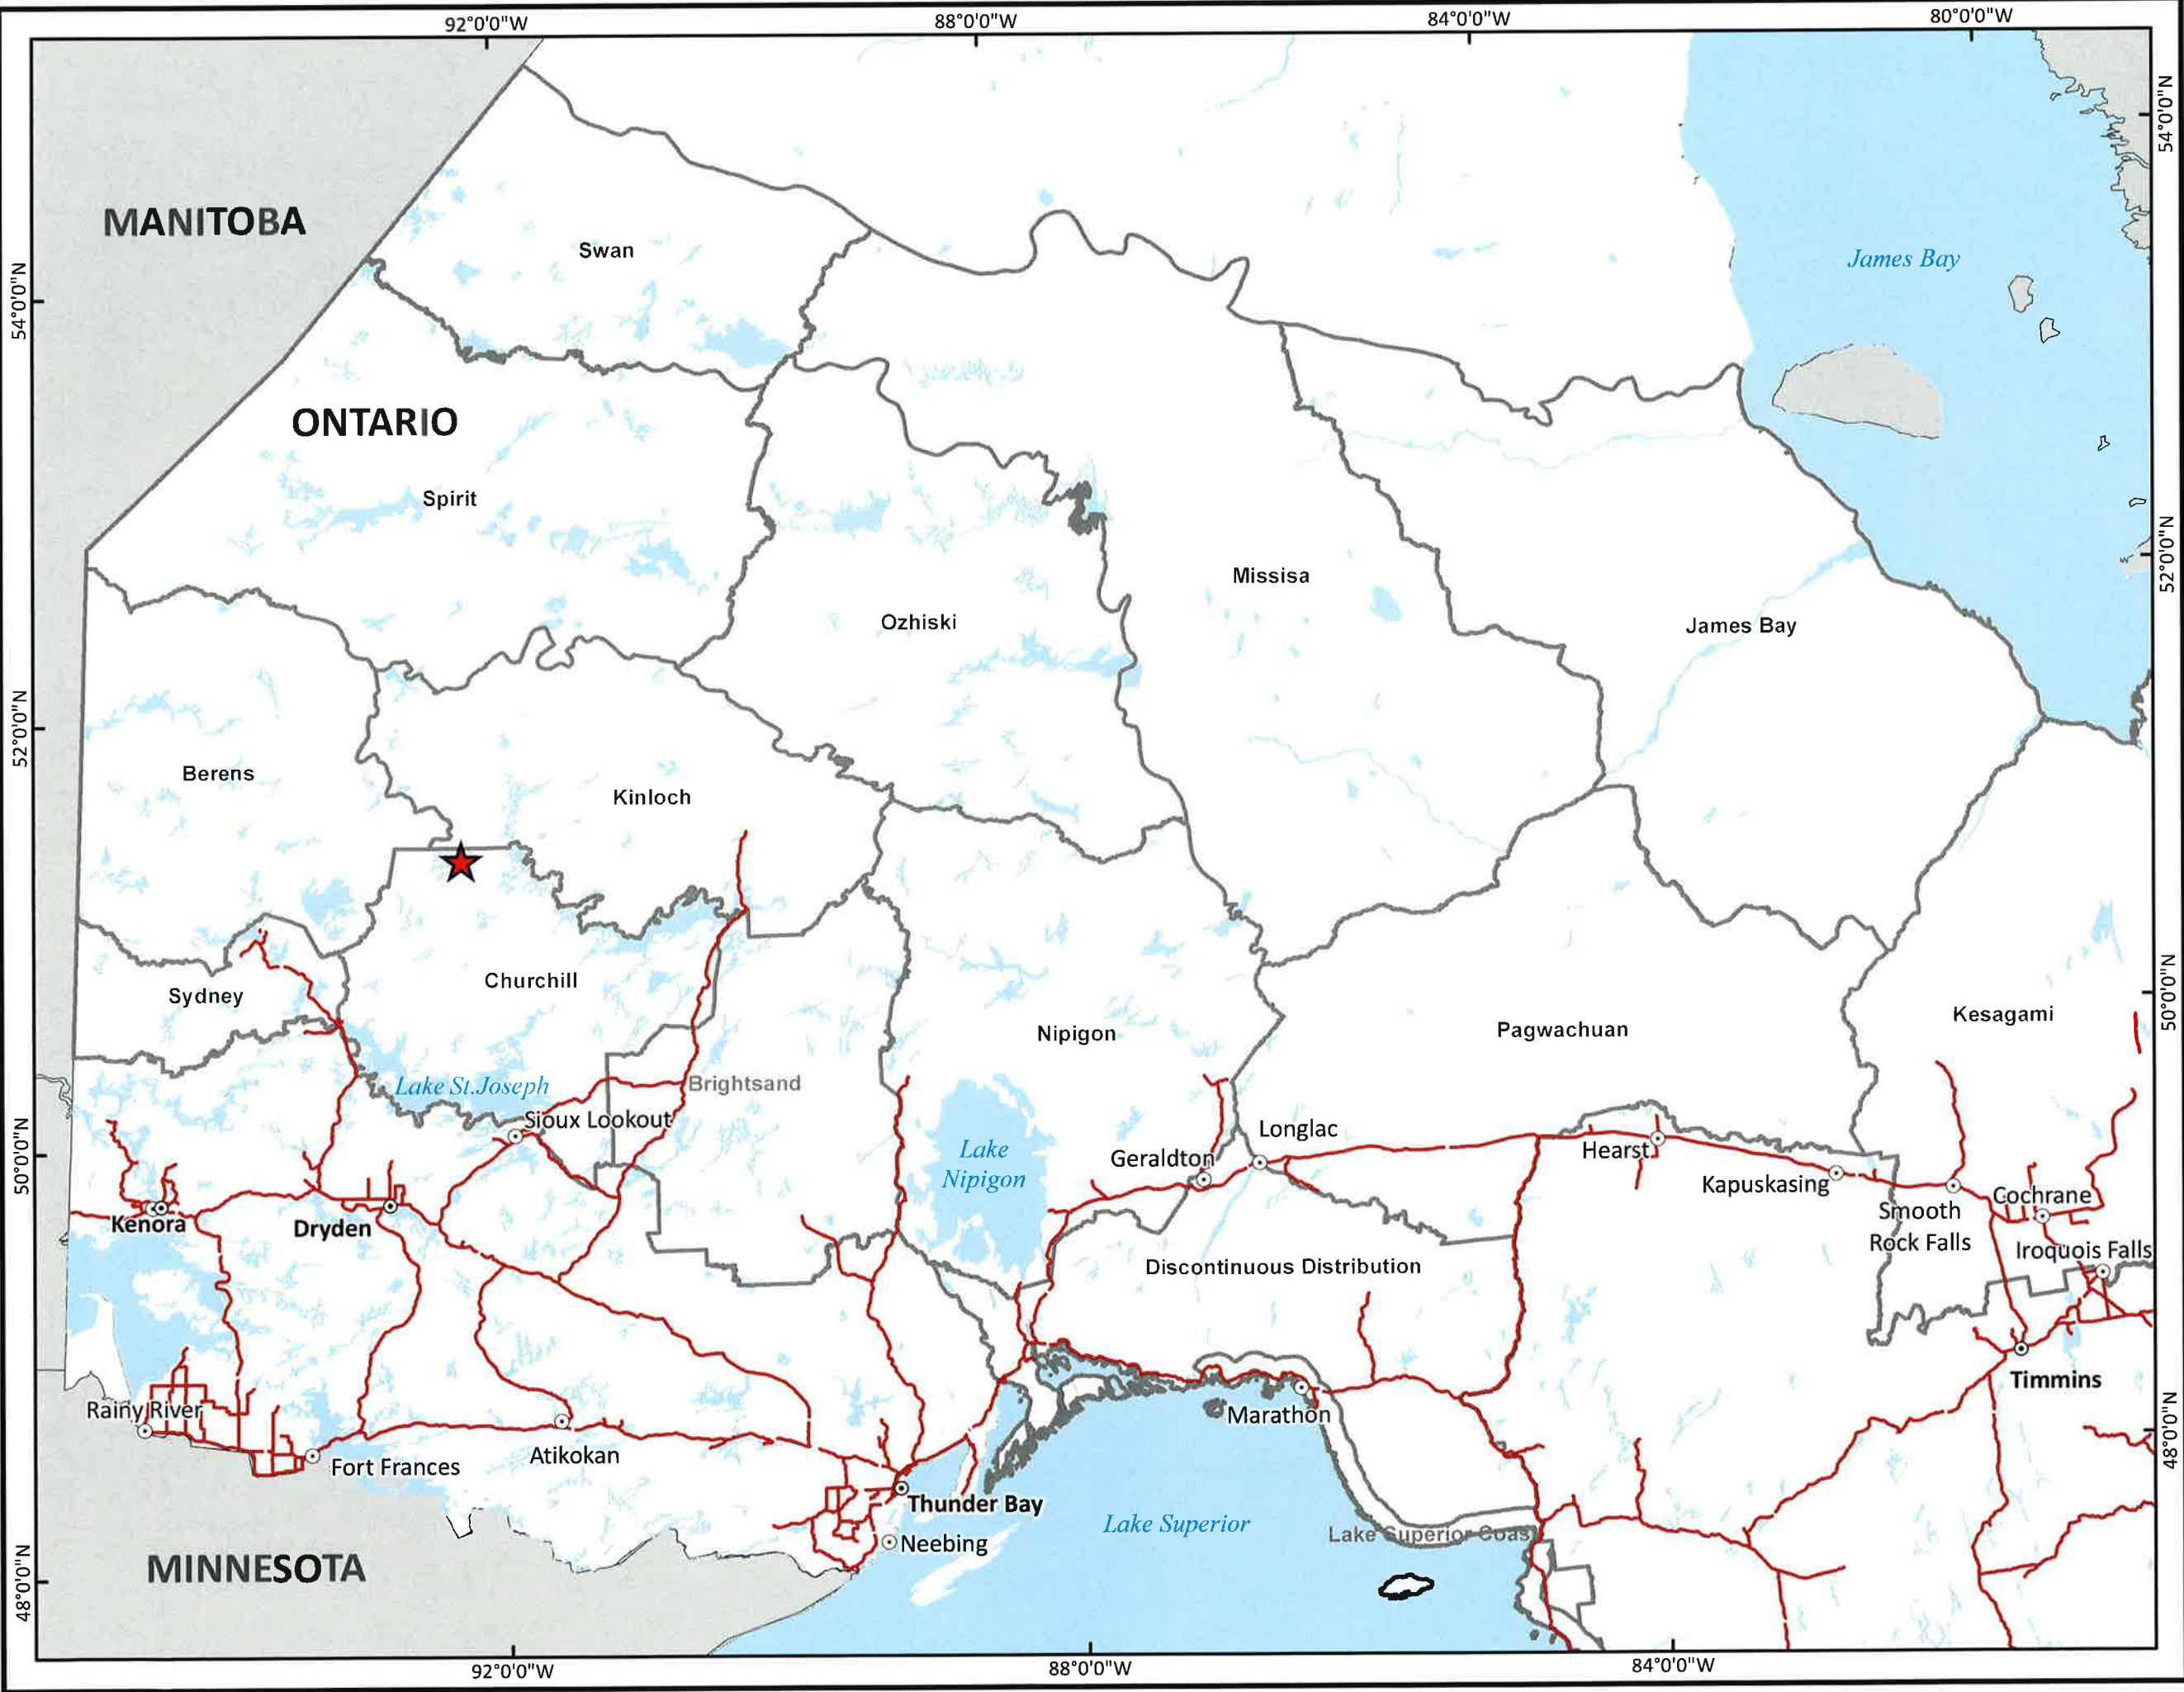 92°0'0"W
88°0'0"W
84°0'0"W
80°0'0"W
54°0'0"N
MANITOBA
Swan
James Bay
54°0'0"N
ONTARIO
Spirit
52°0'0"N
Missisa
Ozhiski
James Bay
52°0'0"N
Berens
Kinloch
Churchill
Sydney
50°0'0"N
Kesagami
Nipigon
Pagwachuan
Lake St.Joseph
Brightsand
Sioux Lookout
Longlac
50°0'0"N
Lake
Nipigon
Geraldton
Hearst
Kapuskasing
Cochrane
Smooth
Rock Falls
Kenora
Dryden
Iroquois Falls
Discontinuous Distribution
Timmins
Rainy River
Marathon
48°0'0"N
Fort Frances
Atikokan
Thunder Bay
Lake Superior
Lake Superior Coast
Neebing
MINNESOTA
48°0'0"N
92°0'0"W
88°0'0"W
84°0'0"W